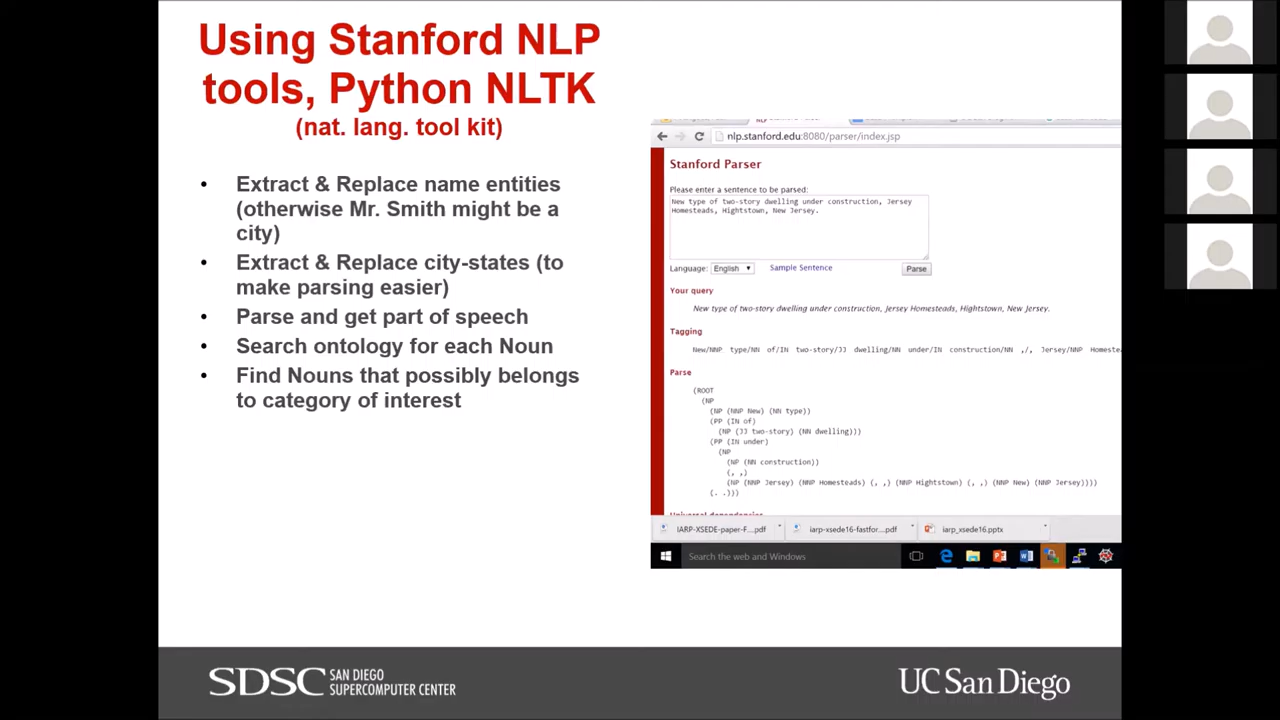 Using Stanford NLP
tools, Python NLTK
(nat. lang. tool kit)
• Extract & Replace name entities
(otherwise Mr. Smith might be a
city)
• Extract & Replace city-states (to
make parsing easier)
• Parse and get part of speech
• Search ontology for each Noun
• Find Nouns that possibly belongs
to category of interest
nlp.stanford.edu:8080/parser/index.jsp
Stanford Parser
Please enter a sentence to be parsed:
New type of two-story dwelling under construction, Jersey
Homesteads, Hightstown, New Jersey.
Language: English Sample Sentence Parse
Your query
New type of two-story dwelling under construction, Jersey Homesteads, Hightstown, New Jersey.
Tagging
New/NNP type/NN of/IN two-story/JJ dwelling/NN under/IN construction/NN ,/, Jersey/NNP Homestea
Parse
(ROOT
(NP
(NP (NNP New) (NN type))
(PP (IN of)
(NP (JJ two-story) (NN dwelling)))
(PP (IN under)
(NP
(NP (NN construction))
(, ,)
(NP (NNP Jersey) (NNP Homesteads) (, ,) (NNP Hightstown) (, ,) (NNP New) (NNP Jersey))))
(. .)))
Universal dependencies
IARP-XSEDE-paper-F....pdf iarp-xsede16-fastfor....pdf iarp_xsede16.pptx
Search the web and Windows
SDSC SAN DIEGO
SUPERCOMPUTER CENTER
UC San Diego